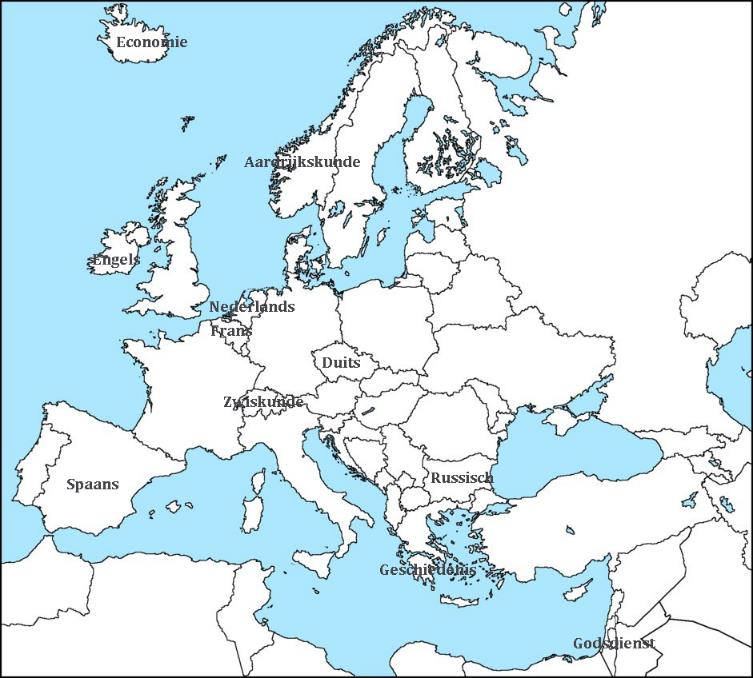 Economie
Aardrijkskunde
Engels
Nederlands
Frans
Duits
Zwiskunde
Russisch
Spaans
Geschiedenis
Godsdienst